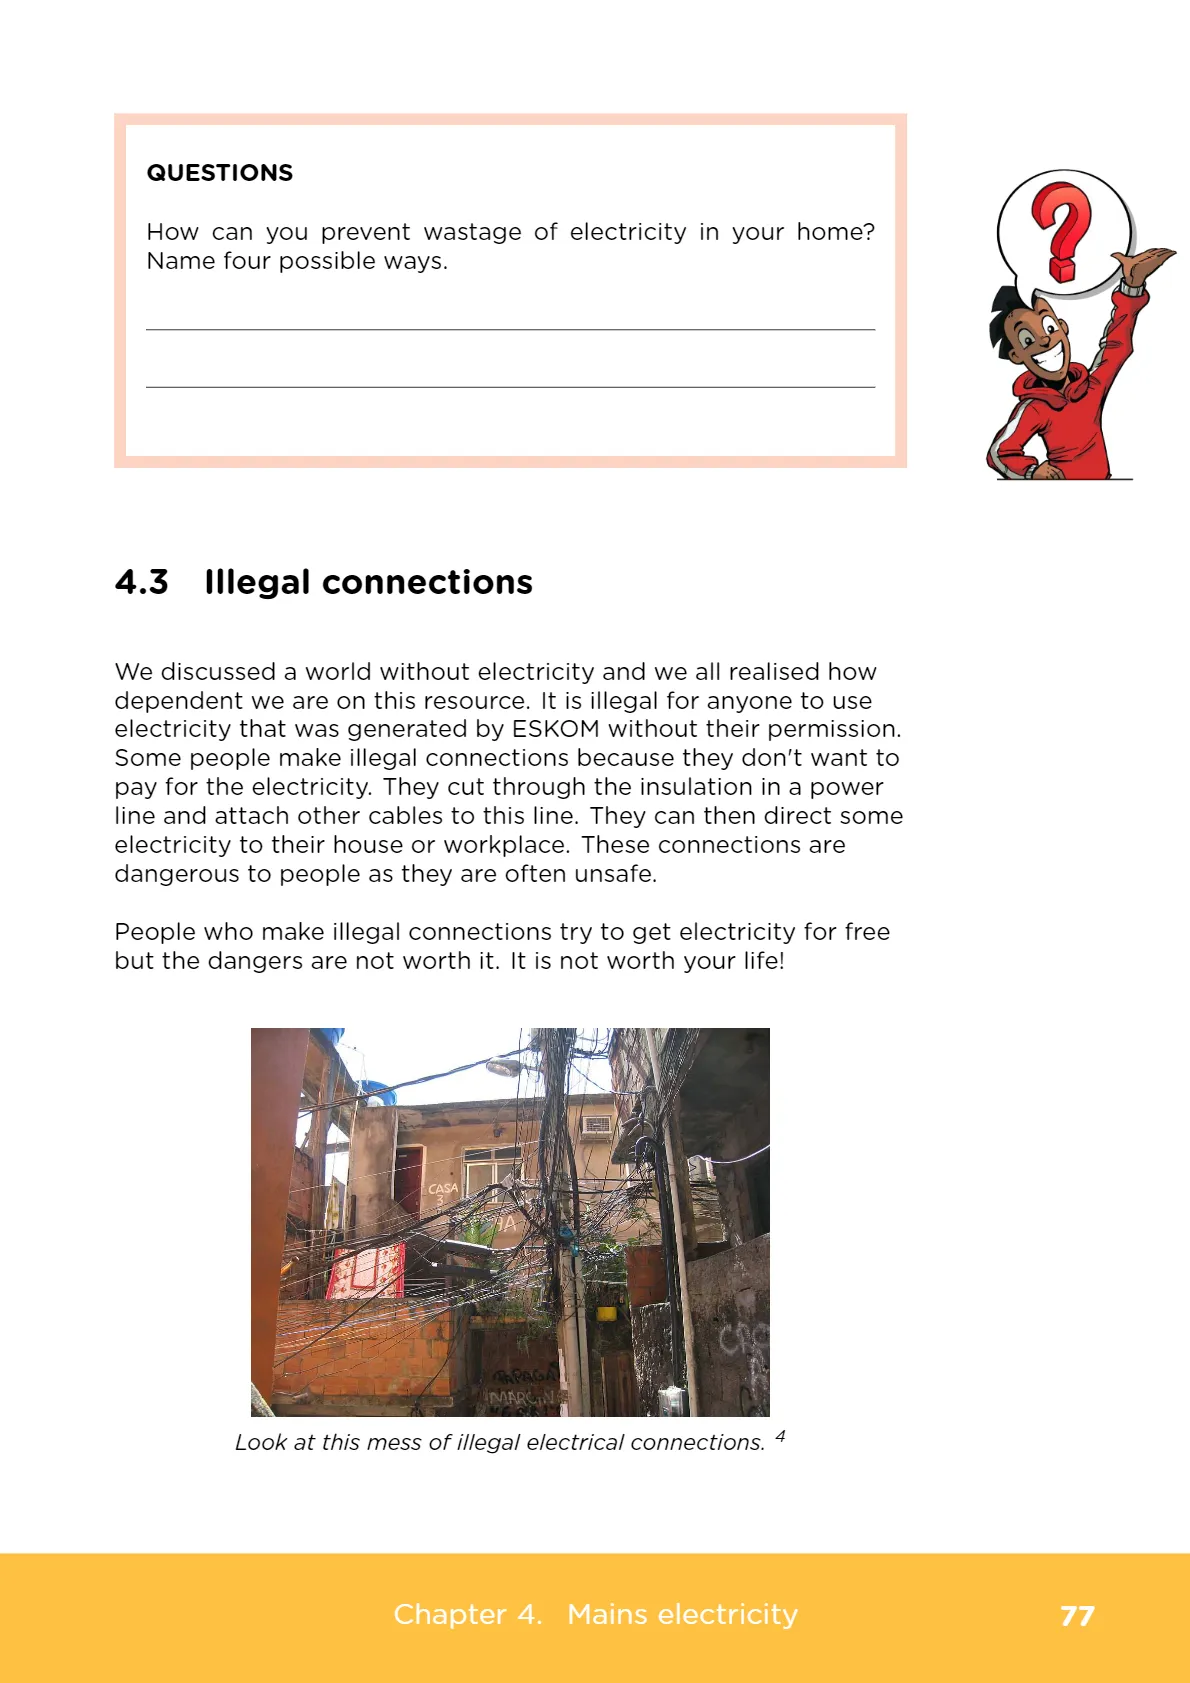 QUESTIONS
How can you prevent wastage of electricity in your home?
Name four possible ways.
?
4.3 Illegal connections
We discussed a world without electricity and we all realised how
dependent we are on this resource. It is illegal for anyone to use
electricity that was generated by ESKOM without their permission.
Some people make illegal connections because they don't want to
pay for the electricity. They cut through the insulation in a power
line and attach other cables to this line. They can then direct some
electricity to their house or workplace. These connections are
dangerous to people as they are often unsafe.
People who make illegal connections try to get electricity for free
but the dangers are not worth it. It is not worth your life!
CASA
3
Look at this mess of illegal electrical connections. 4
Chapter 4. Mains electricity 77